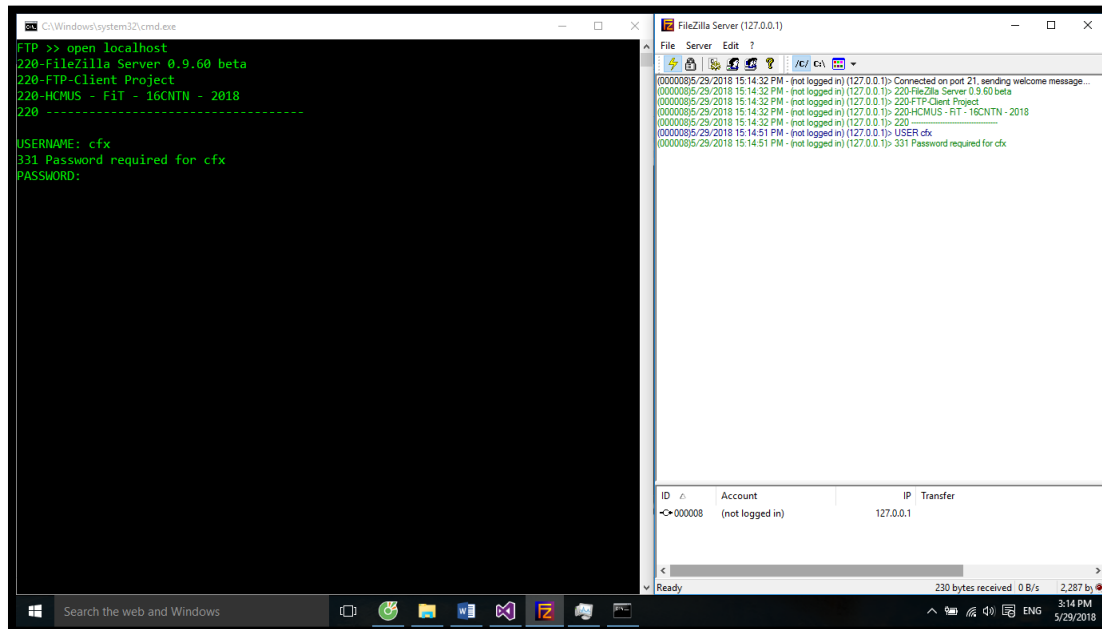 C:\Windows\system32\cmd.exe
FTP >> open localhost
220-FileZilla Server 0.9.60 beta
220-FTP-Client Project
220-HCMUS - FiT - 16CNTN - 2018
220 ------------------------------------
USERNAME: cfx
331 Password required for cfx
PASSWORD:
FileZilla Server (127.0.0.1)
File Server Edit ?
/C/ C:\
(000008)5/29/2018 15:14:32 PM - (not logged in) (127.0.0.1)> Connected on port 21, sending welcome message...
(000008)5/29/2018 15:14:32 PM - (not logged in) (127.0.0.1)> 220-FileZilla Server 0.9.60 beta
(000008)5/29/2018 15:14:32 PM - (not logged in) (127.0.0.1)> 220-FTP-Client Project
(000008)5/29/2018 15:14:32 PM - (not logged in) (127.0.0.1)> 220-HCMUS - FiT - 16CNTN - 2018
(000008)5/29/2018 15:14:32 PM - (not logged in) (127.0.0.1)> 220 ------------------------------------
(000008)5/29/2018 15:14:51 PM - (not logged in) (127.0.0.1)> USER cfx
(000008)5/29/2018 15:14:51 PM - (not logged in) (127.0.0.1)> 331 Password required for cfx
ID Account IP Transfer
000008 (not logged in) 127.0.0.1
Ready 230 bytes received 0 B/s 2,287 by
Search the web and Windows
ENG
3:14 PM
5/29/2018